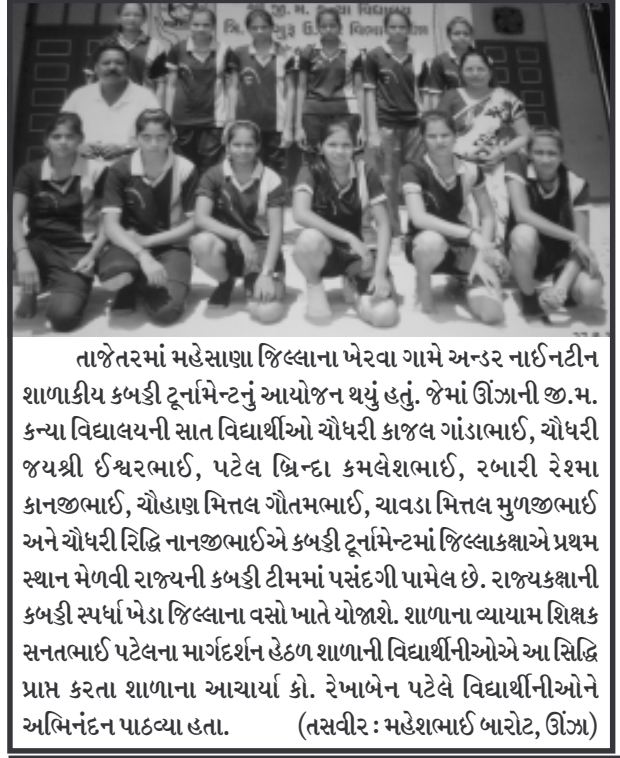 જી.મ. કન્યા વિદ્યાલય
તાજેતરમાં મહેસાણા જિલ્લાના ખેરવા ગામે અન્ડર નાઈનટીન
શાળાકીય કબડ્ડી ટૂર્નામેન્ટનું આયોજન થયું હતું. જેમાં ઊંઝાની જી.મ.
કન્યા વિદ્યાલયની સાત વિદ્યાર્થીઓ ચૌધરી કાજલ ગાંડાભાઈ, ચૌધરી
જયશ્રી ઈશ્વરભાઈ, પટેલ બ્રિન્દા કમલેશભાઈ, રબારી રેશ્મા
કાનજીભાઈ, ચૌહાણ મિત્તલ ગૌતમભાઈ, ચાવડા મિત્તલ મુળજીભાઈ
અને ચૌધરી રિદ્ધિ નાનજીભાઈએ કબડ્ડી ટૂર્નામેન્ટમાં જિલ્લાકક્ષાએ પ્રથમ
સ્થાન મેળવી રાજ્યની કબડ્ડી ટીમમાં પસંદગી પામેલ છે. રાજ્યકક્ષાની
કબડ્ડી સ્પર્ધા ખેડા જિલ્લાના વસો ખાતે યોજાશે. શાળાના વ્યાયામ શિક્ષક
સનતભાઈ પટેલના માર્ગદર્શન હેઠળ શાળાની વિદ્યાર્થીનીઓએ આ સિદ્ધિ
પ્રાપ્ત કરતા શાળાના આચાર્યા કો. રેખાબેન પટેલે વિદ્યાર્થીનીઓને
અભિનંદન પાઠવ્યા હતા. (તસવીર : મહેશભાઈ બારોટ, ઊંઝા)